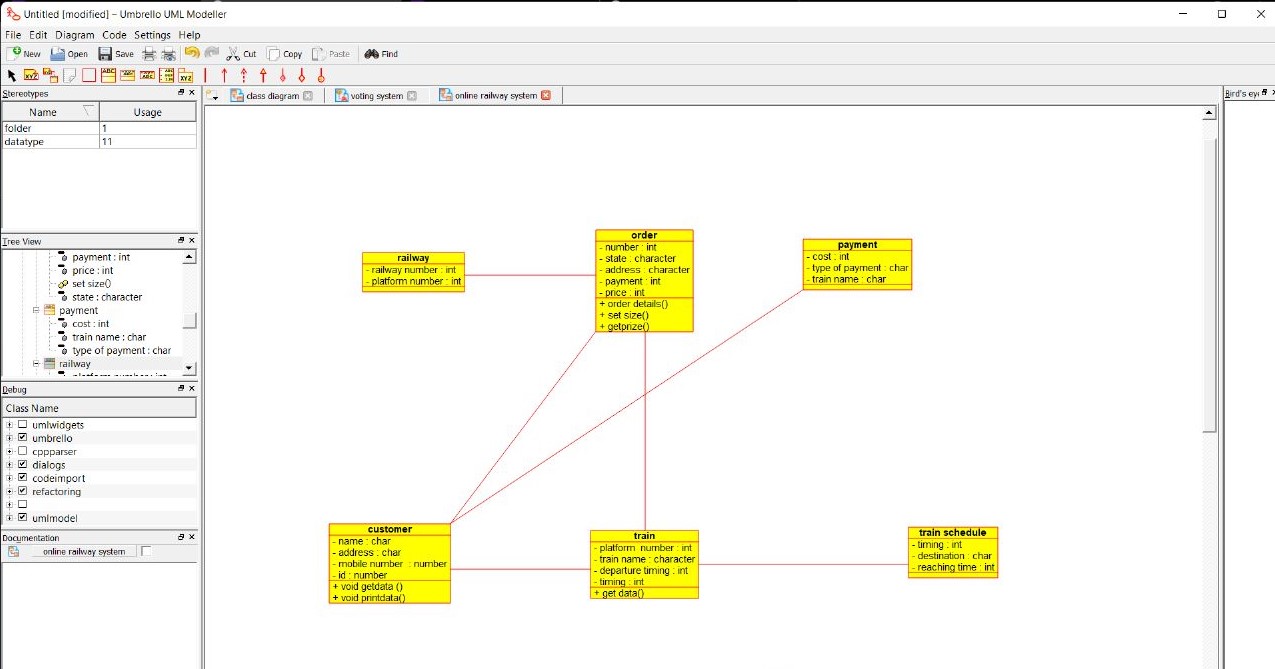 Untitled [modified] – Umbrello UML Modeller
File Edit Diagram Code Settings Help
New Open Save Cut Copy Paste Find
Stereotypes
Name Usage
folder 1
datatype 11
Tree View
payment : int
price : int
set size()
state : character
payment
cost : int
train name : char
type of payment : char
railway
platform number : int
Debug
Class Name
umlwidgets
umbrello
cppparser
dialogs
codeimport
refactoring
umlmodel
Documentation
online railway system
class diagram voting system online railway system
Bird's eye
railway
- railway number : int
- platform number : int
order
- number : int
- state : character
- address : character
- payment : int
- price : int
+ order details()
+ set size()
+ getprize()
payment
- cost : int
- type of payment : char
- train name : char
customer
- name : char
- address : char
- mobile number : number
- id : number
+ void getdata ()
+ void printdata()
train
- platform number : int
- train name : character
- departure timing : int
- timing : int
+ get data()
train schedule
- timing : int
- destination : char
- reaching time : int